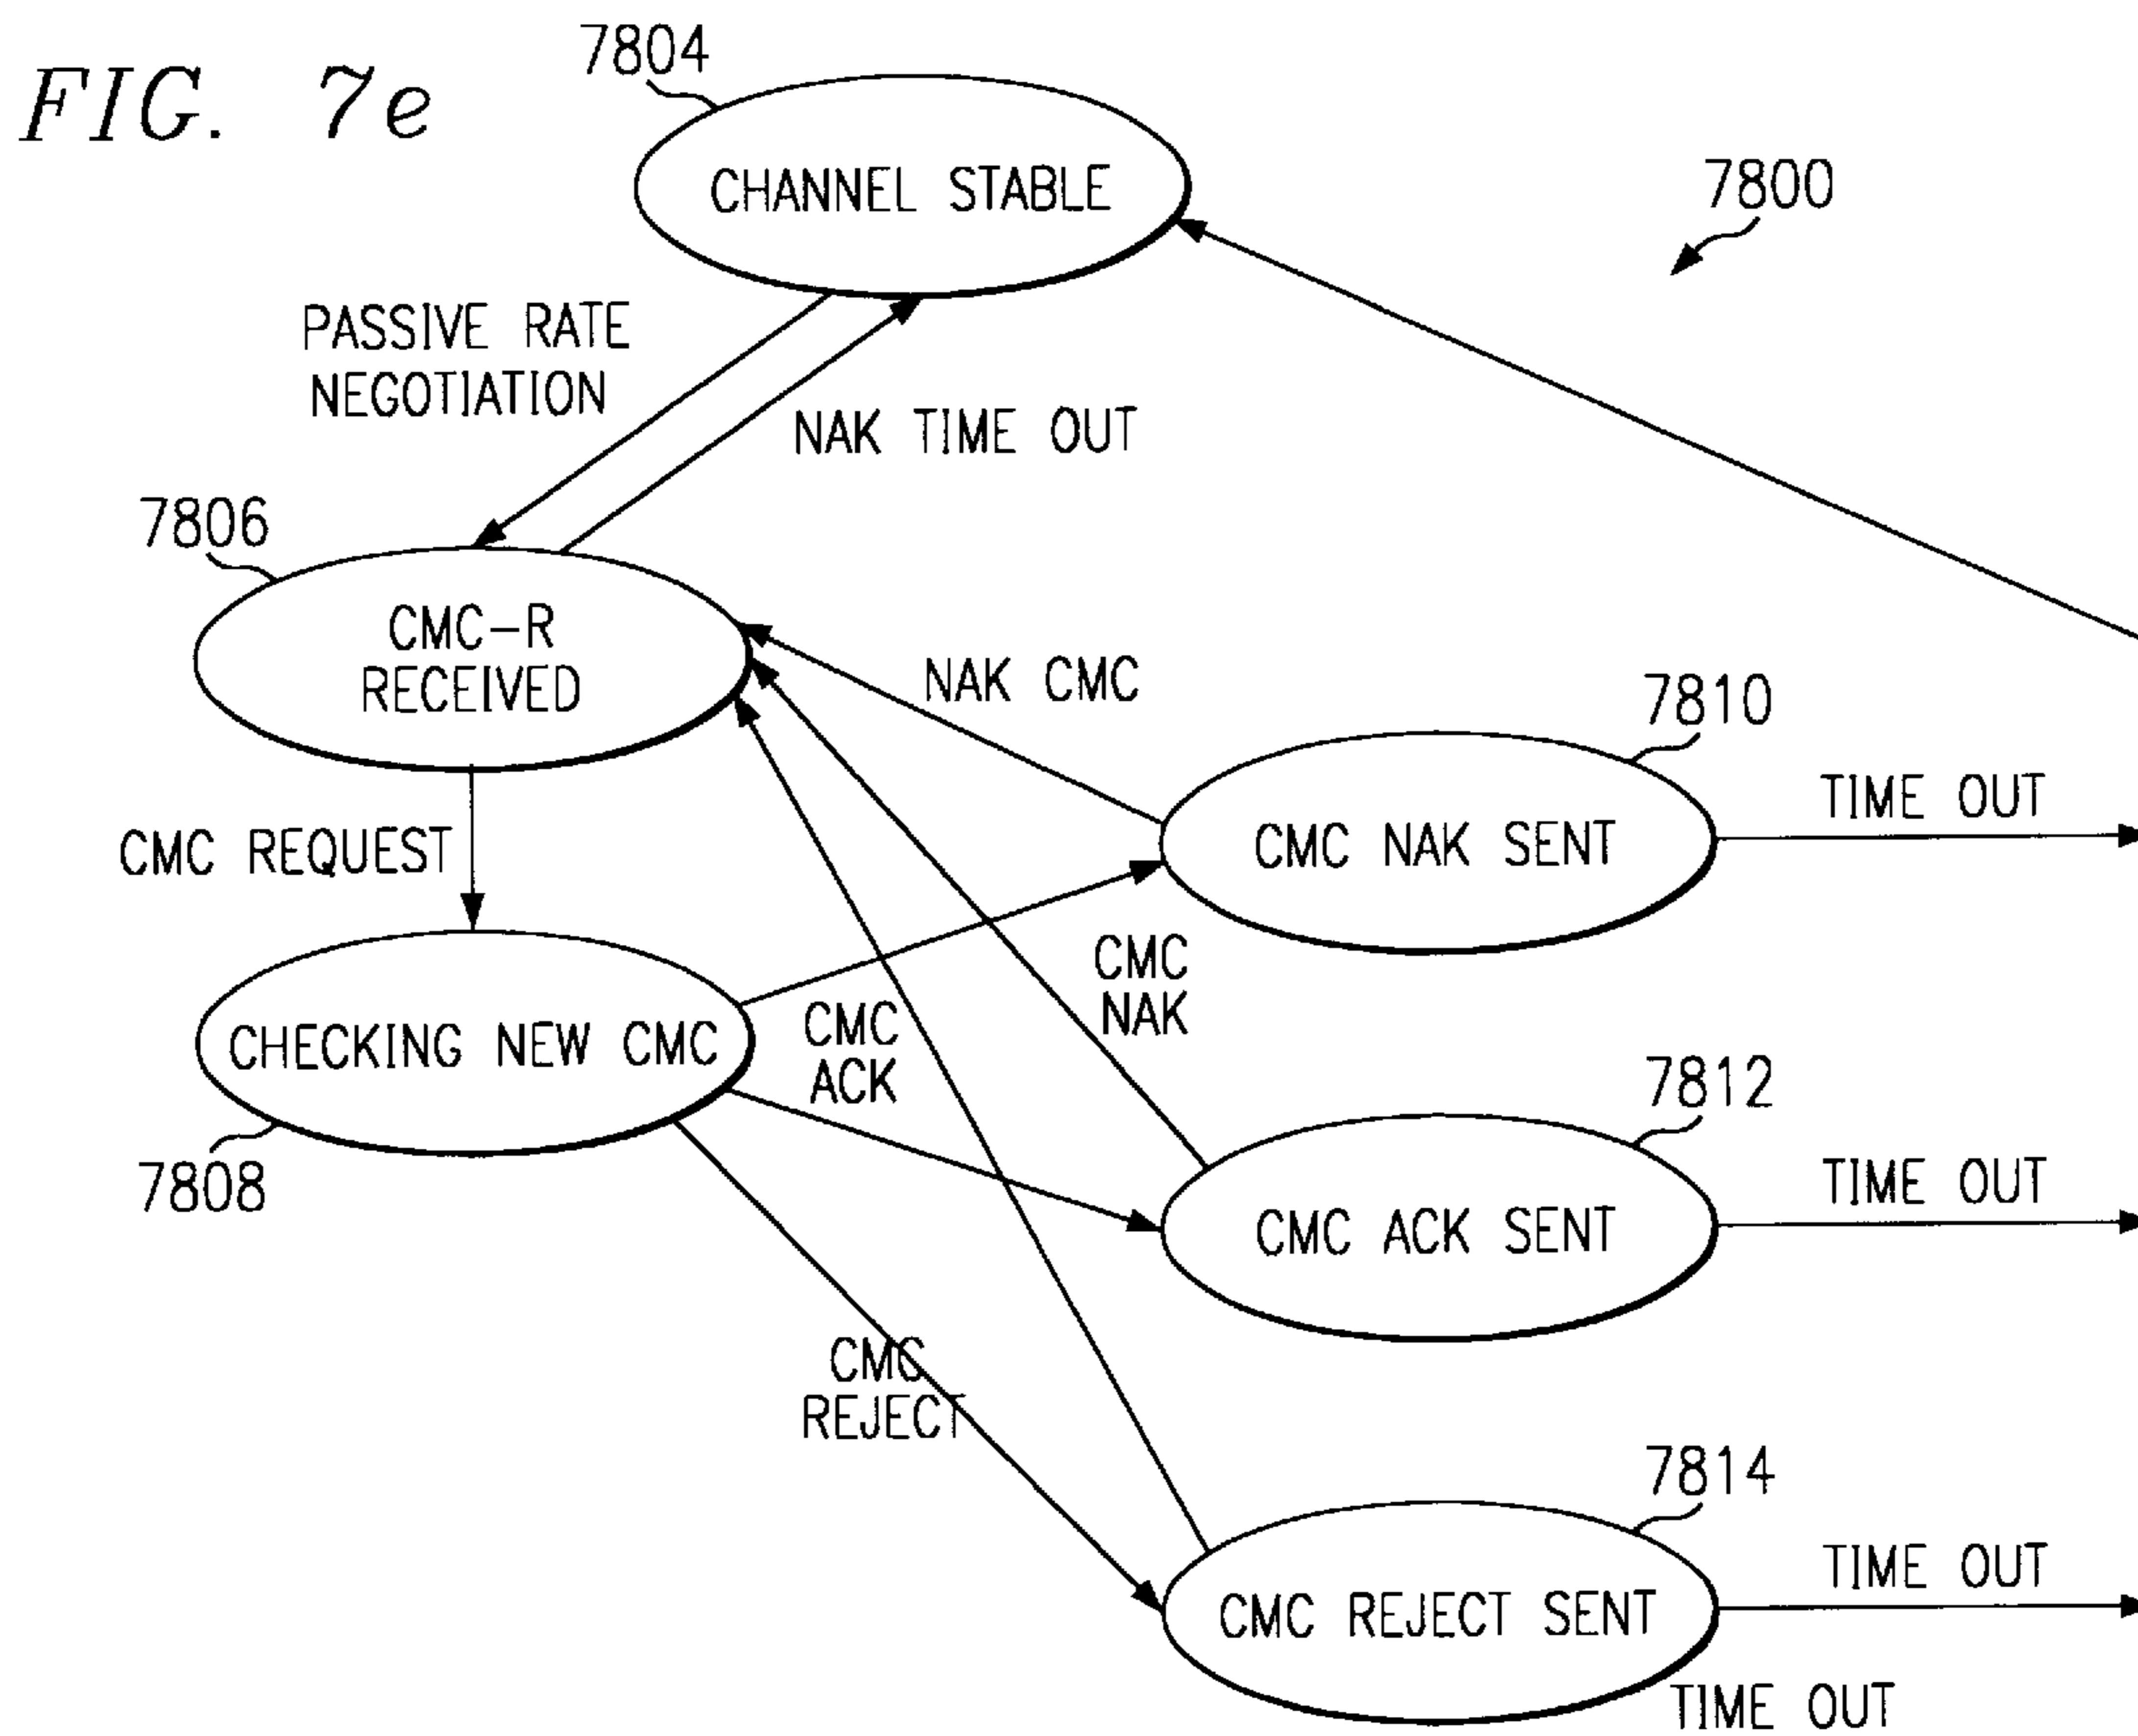 FIG. 7e
7804
CHANNEL STABLE
7800
PASSIVE RATE
NEGOTIATION
NAK TIME OUT
7806
CMC-R
RECEIVED
NAK CMC
7810
TIME OUT
CMC NAK SENT
CMC REQUEST
CMC
NAK
CHECKING NEW CMC
CMC
ACK
7808
7812
TIME OUT
CMC ACK SENT
CMC
REJECT
7814
TIME OUT
CMC REJECT SENT
TIME OUT